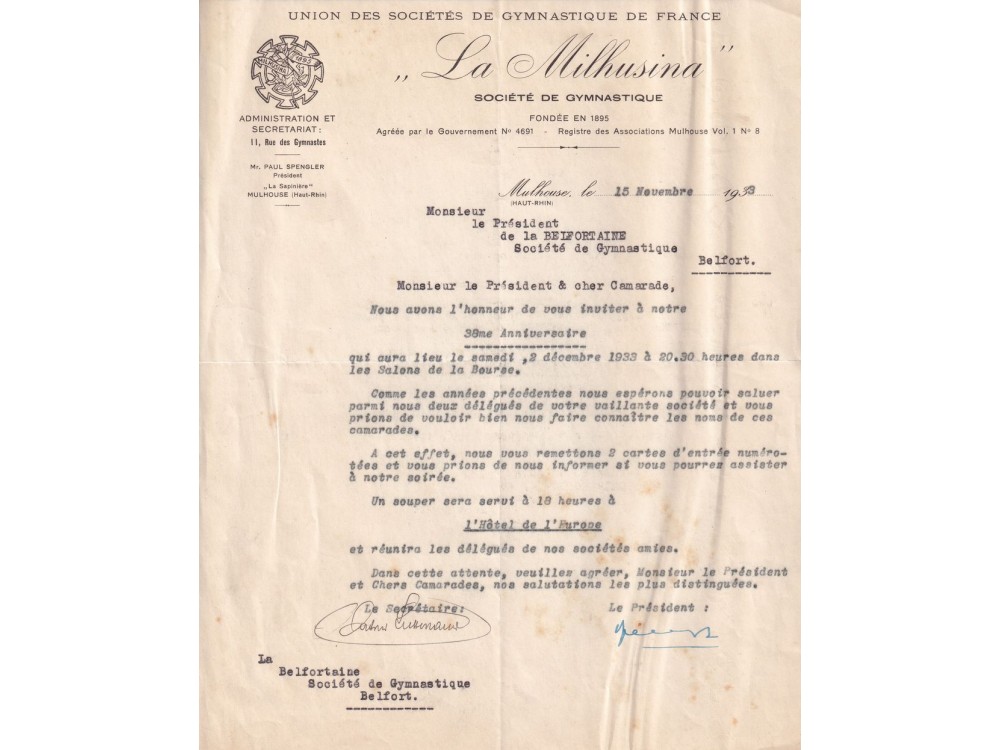 UNION DES SOCIÉTÉS DE GYMNASTIQUE DE FRANCE
„ La Milhusina "
SOCIÉTÉ DE GYMNASTIQUE
FONDÉE EN 1895
Agréée par le Gouvernement Nº 4691 - Registre des Associations Mulhouse Vol. 1 Nº 8
1895
ADMINISTRATION ET
SECRETARIAT:
11, Rue des Gymnastes
Mr. PAUL SPENGLER
Président
„La Sapinière"
MULHOUSE (Haut-Rhin)
Mulhouse, le 15 Novembre 1933
(HAUT-RHIN)
Monsieur
le Président
de la BELFORTAINE
Société de Gymnastique
Belfort.
Monsieur le Président & cher Camarade,
Nous avons l'honneur de vous inviter à notre
38me Anniversaire
qui aura lieu le samedi ,2 décembre 1933 à 20.30 heures dans
les Salons de la Bourse.
Comme les années précédentes nous espérons pouvoir saluer
parmi nous deux délégués de votre vaillante société et vous
prions de vouloir bien nous faire connaître les noms de ces
camarades.
A cet effet, nous vous remettons 2 cartes d'entrée numéro-
tées et vous prions de nous informer si vous pourrez assister
à notre soirée.
Un souper sera servi à 18 heures à
l'Hôtel de l'Europe
et réunira les délégués de nos sociétés amies.
Dans cette attente, veuilles agréer, Monsieur le Président
et Chers Camarades, nos salutations les plus distinguées.
Le Secrétaire:
Le Président :
La
Belfortaine
Société de Gymnastique
Belfort.